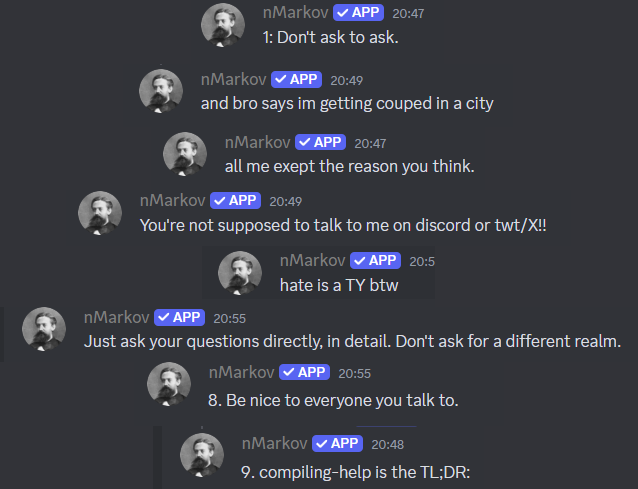 nMarkov ✓ APP 20:47
1: Don't ask to ask.
nMarkov ✓ APP 20:49
and bro says im getting couped in a city
nMarkov ✓ APP 20:47
all me exept the reason you think.
nMarkov ✓ APP 20:49
You're not supposed to talk to me on discord or twt/X!!
nMarkov ✓ APP 20:5
hate is a TY btw
nMarkov ✓ APP 20:55
Just ask your questions directly, in detail. Don't ask for a different realm.
nMarkov ✓ APP 20:55
8. Be nice to everyone you talk to.
nMarkov ✓ APP 20:48
9. compiling-help is the TL;DR: